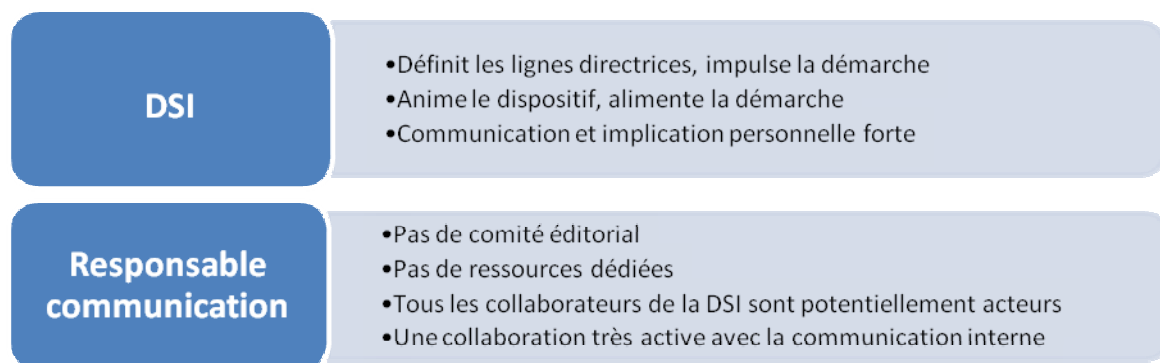 DSI
•Définit les lignes directrices, impulse la démarche
•Anime le dispositif, alimente la démarche
•Communication et implication personnelle forte
Responsable
communication
•Pas de comité éditorial
•Pas de ressources dédiées
•Tous les collaborateurs de la DSI sont potentiellement acteurs
•Une collaboration très active avec la communication interne